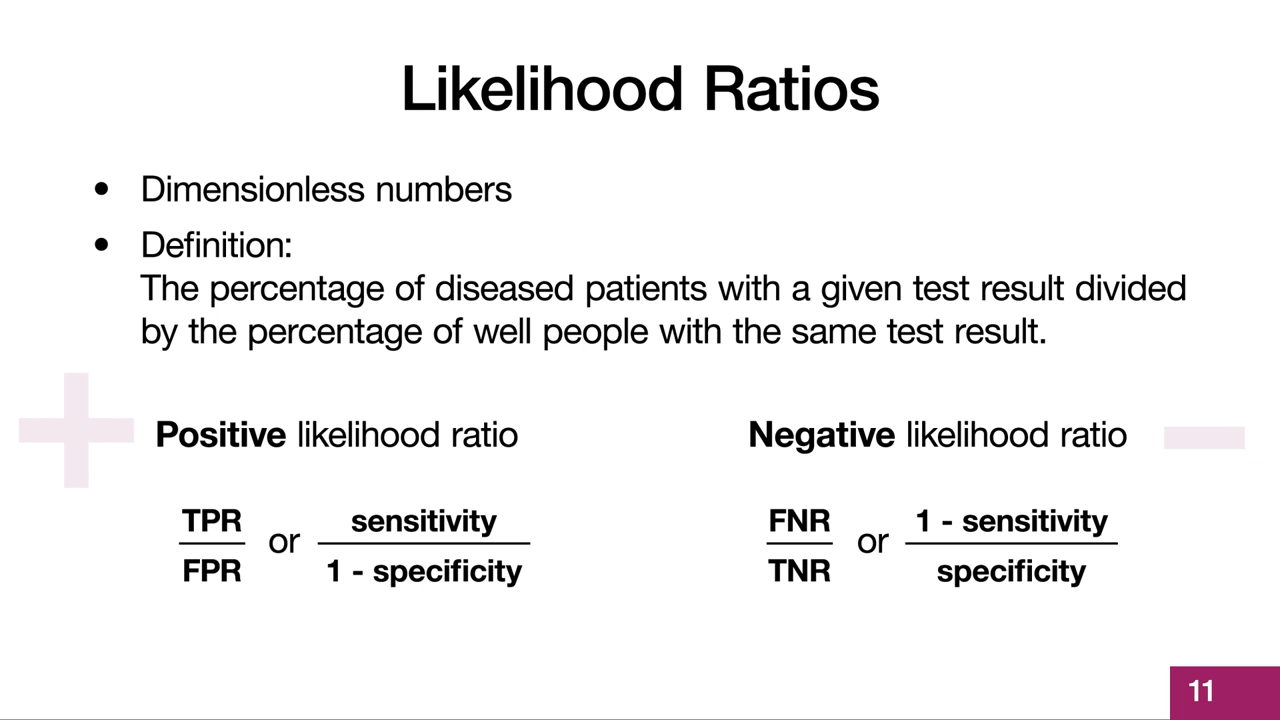 Likelihood Ratios
• Dimensionless numbers
• Definition:
The percentage of diseased patients with a given test result divided
by the percentage of well people with the same test result.
+ Positive likelihood ratio
TPR
FPR
or
sensitivity
1 - specificity
Negative likelihood ratio −
FNR
TNR
or
1 - sensitivity
specificity
11